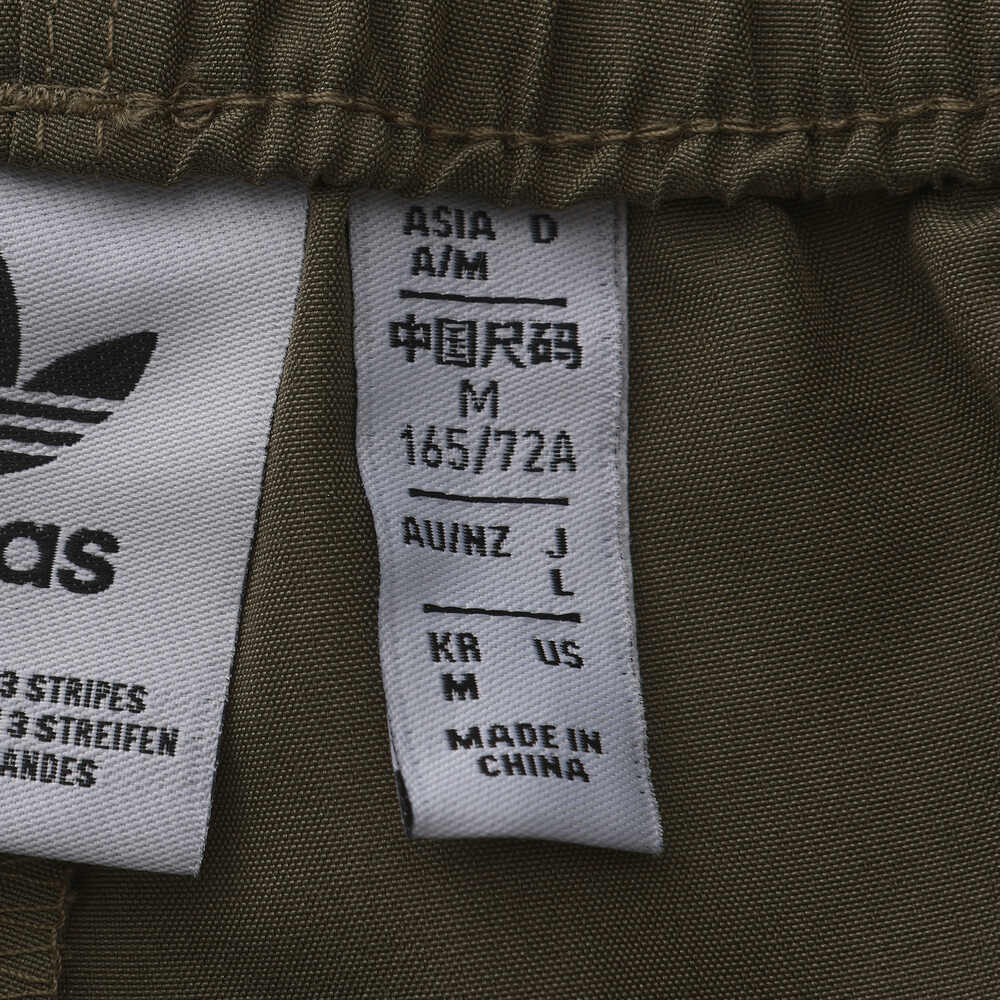 as
3 STRIPES
3 STREIFEN
ANDES
ASIA D
A/M
中国尺码
M
165/72A
AU/NZ J
L
KR US
M
MADE IN
CHINA